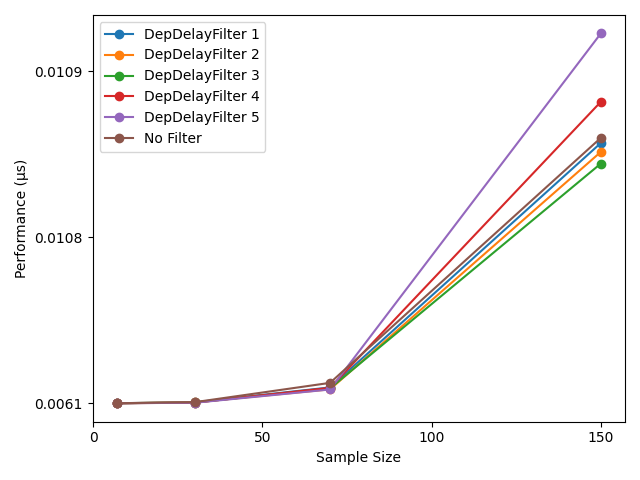 DepDelayFilter 1
DepDelayFilter 2
DepDelayFilter 3
DepDelayFilter 4
DepDelayFilter 5
No Filter
0.0109
0.0108
0.0061
Performance (µs)
0 50 100 150
Sample Size